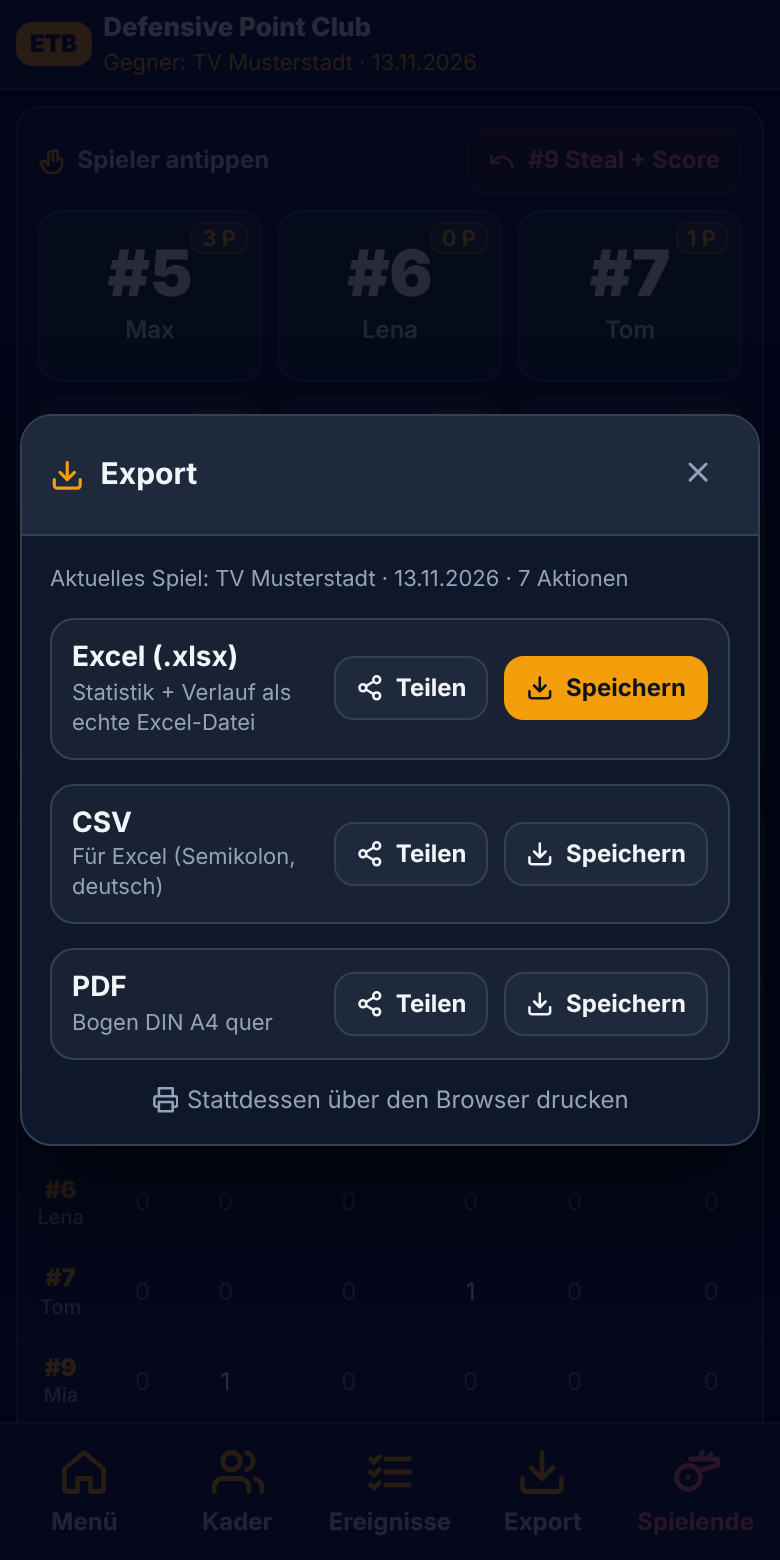 ETB
Defensive Point Club
Gegner: TV Musterstadt · 13.11.2026
Spieler antippen
#9 Steal + Score
3 P
0 P
1 P
#5
#6
#7
Max
Lena
Tom
Export
Aktuelles Spiel: TV Musterstadt · 13.11.2026 · 7 Aktionen
Excel (.xlsx)
Statistik + Verlauf als
echte Excel-Datei
Teilen
Speichern
CSV
Für Excel (Semikolon,
deutsch)
Teilen
Speichern
PDF
Bogen DIN A4 quer
Teilen
Speichern
Stattdessen über den Browser drucken
#6
Lena
0 0 0 0 0 0
#7
Tom
0 0 0 1 0 0
#9
Mia
0 1 0 0 0 0
Menü
Kader
Ereignisse
Export
Spielende